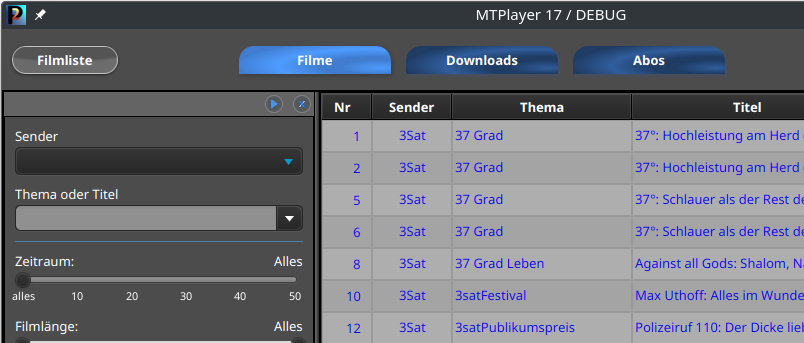 MTPlayer 17 / DEBUG
Filmliste Filme Downloads Abos
Sender
Thema oder Titel
Zeitraum: Alles
alles 10 20 30 40 50
Filmlänge: Alles
Nr Sender Thema Titel
1 3Sat 37 Grad 37°: Hochleistung am Herd
2 3Sat 37 Grad 37°: Hochleistung am Herd
5 3Sat 37 Grad 37°: Schlauer als der Rest de
6 3Sat 37 Grad 37°: Schlauer als der Rest de
8 3Sat 37 Grad Leben Against all Gods: Shalom, Na
10 3Sat 3satFestival Max Uthoff: Alles im Wunde
12 3Sat 3satPublikumspreis Polizeiruf 110: Der Dicke lieb